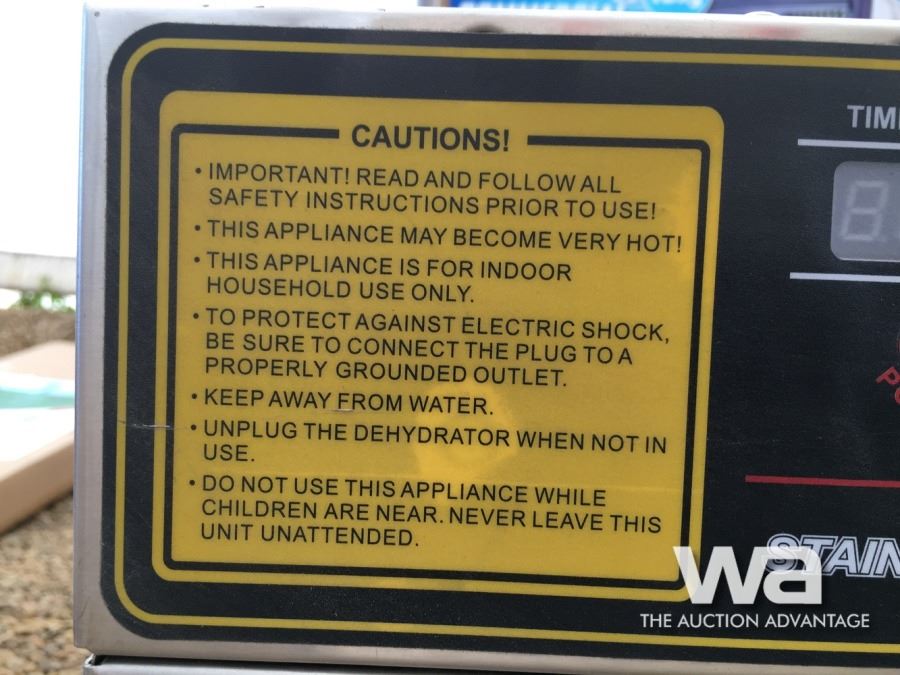 CAUTIONS!
• IMPORTANT! READ AND FOLLOW ALL
SAFETY INSTRUCTIONS PRIOR TO USE!
• THIS APPLIANCE MAY BECOME VERY HOT!
• THIS APPLIANCE IS FOR INDOOR
HOUSEHOLD USE ONLY.
• TO PROTECT AGAINST ELECTRIC SHOCK,
BE SURE TO CONNECT THE PLUG TO A
PROPERLY GROUNDED OUTLET.
• KEEP AWAY FROM WATER.
• UNPLUG THE DEHYDRATOR WHEN NOT IN
USE.
• DO NOT USE THIS APPLIANCE WHILE
CHILDREN ARE NEAR. NEVER LEAVE THIS
UNIT UNATTENDED.
TIM
PO
STAIN
wa
THE AUCTION ADVANTAGE